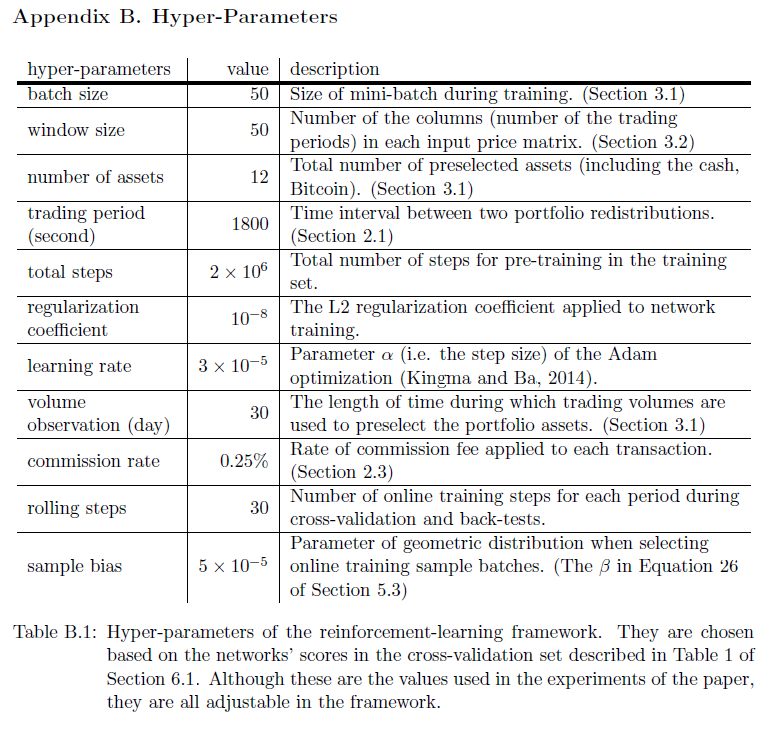 Appendix B. Hyper-Parameters
hyper-parameters value description
batch size 50 Size of mini-batch during training. (Section 3.1)
window size 50 Number of the columns (number of the trading
periods) in each input price matrix. (Section 3.2)
number of assets 12 Total number of preselected assets (including the cash,
Bitcoin). (Section 3.1)
trading period
(second) 1800 Time interval between two portfolio redistributions.
(Section 2.1)
total steps 2 × 10⁶ Total number of steps for pre-training in the training
set.
regularization
coefficient 10⁻⁸ The L2 regularization coefficient applied to network
training.
learning rate 3 × 10⁻⁵ Parameter α (i.e. the step size) of the Adam
optimization (Kingma and Ba, 2014).
volume
observation (day) 30 The length of time during which trading volumes are
used to preselect the portfolio assets. (Section 3.1)
commission rate 0.25% Rate of commission fee applied to each transaction.
(Section 2.3)
rolling steps 30 Number of online training steps for each period during
cross-validation and back-tests.
sample bias 5 × 10⁻⁵ Parameter of geometric distribution when selecting
online training sample batches. (The β in Equation 26
of Section 5.3)
Table B.1: Hyper-parameters of the reinforcement-learning framework. They are chosen
based on the networks' scores in the cross-validation set described in Table 1 of
Section 6.1. Although these are the values used in the experiments of the paper,
they are all adjustable in the framework.